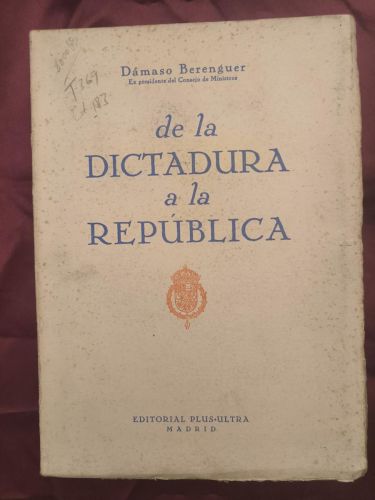 Dámaso Berenguer
Ex presidente del Consejo de Ministros
de la
DICTADURA
a la
REPÚBLICA
EDITORIAL PLUS-ULTRA
MADRID